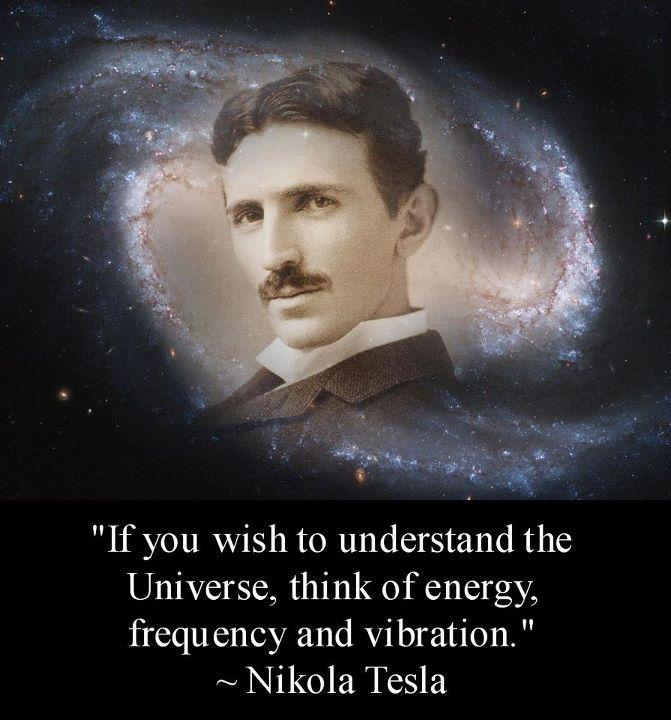 "If you wish to understand the
Universe, think of energy,
frequency and vibration."
~ Nikola Tesla